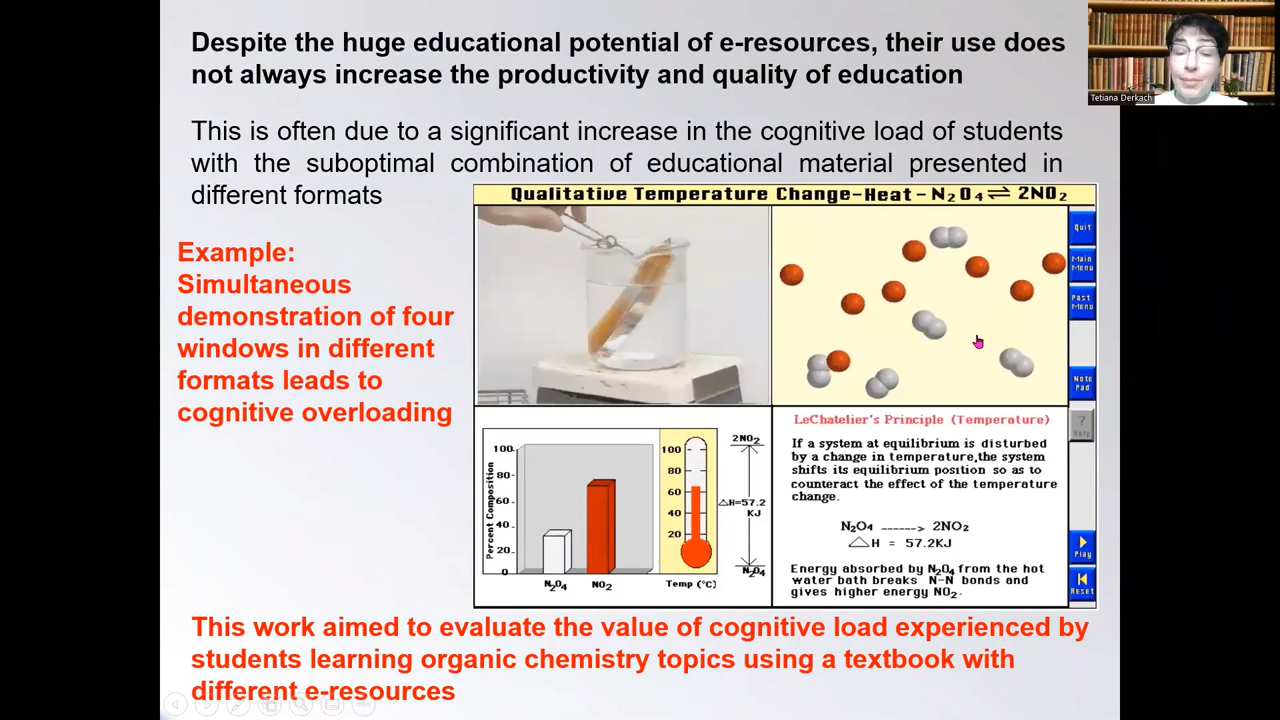 Despite the huge educational potential of e-resources, their use does
not always increase the productivity and quality of education
Tetiana Derkach
This is often due to a significant increase in the cognitive load of students
with the suboptimal combination of educational material presented in
different formats
Example:
Simultaneous
demonstration of four
windows in different
formats leads to
cognitive overloading
Qualitative Temperature Change-Heat-N₂O₄⇌2NO₂
Quit
Main
Menu
Past
Menu
Note
Pad
?
Help
Play
Reset
Percent Composition
100
80
60
40
20
0
N₂O₄
NO₂
100
80
60
40
20
Temp (°C)
2NO₂
△H=57.2
KJ
N₂O₄
LeChatelier's Principle (Temperature)
If a system at equilibrium is disturbed
by a change in temperature,the system
shifts its equilibrium position so as to
counteract the effect of the temperature
change.
N₂O₄ -----> 2NO₂
△H = 57.2KJ
Energy absorbed by N₂O₄ from the hot
water bath breaks N-N bonds and
gives higher energy NO₂.
This work aimed to evaluate the value of cognitive load experienced by
students learning organic chemistry topics using a textbook with
different e-resources